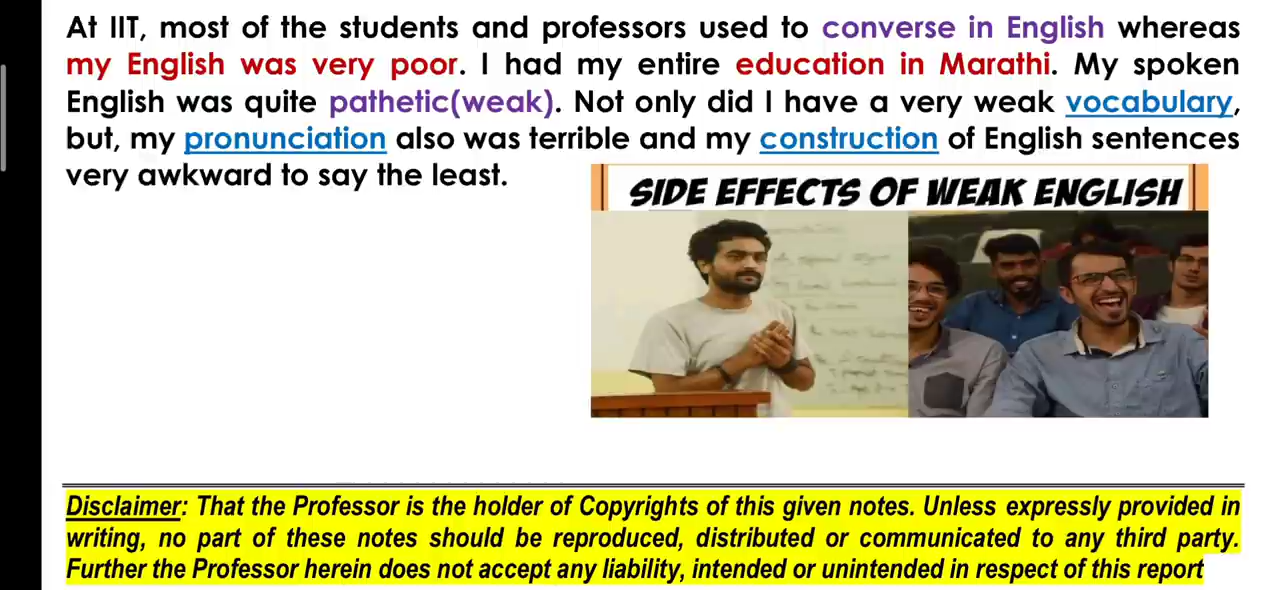 At IIT, most of the students and professors used to converse in English whereas
my English was very poor. I had my entire education in Marathi. My spoken
English was quite pathetic(weak). Not only did I have a very weak vocabulary,
but, my pronunciation also was terrible and my construction of English sentences
very awkward to say the least.
SIDE EFFECTS OF WEAK ENGLISH
Disclaimer: That the Professor is the holder of Copyrights of this given notes. Unless expressly provided in
writing, no part of these notes should be reproduced, distributed or communicated to any third party.
Further the Professor herein does not accept any liability, intended or unintended in respect of this report